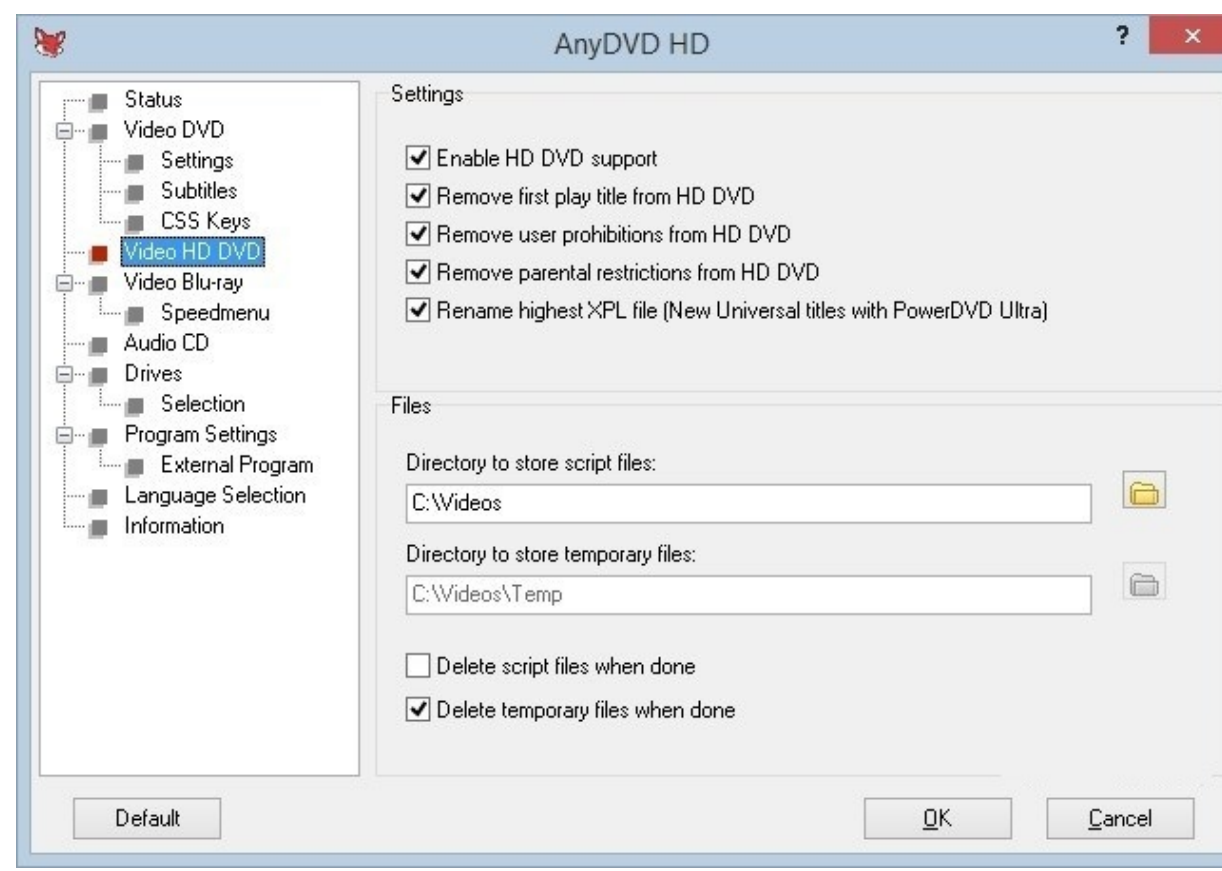 AnyDVD HD
?
Status
Video DVD
Settings
Subtitles
CSS Keys
Video HD DVD
Video Blu-ray
Speedmenu
Audio CD
Drives
Selection
Program Settings
External Program
Language Selection
Information
Settings
Enable HD DVD support
Remove first play title from HD DVD
Remove user prohibitions from HD DVD
Remove parental restrictions from HD DVD
Rename highest XPL file (New Universal titles with PowerDVD Ultra)
Files
Directory to store script files:
C:\Videos
Directory to store temporary files:
C:\Videos\Temp
Delete script files when done
Delete temporary files when done
Default
OK
Cancel